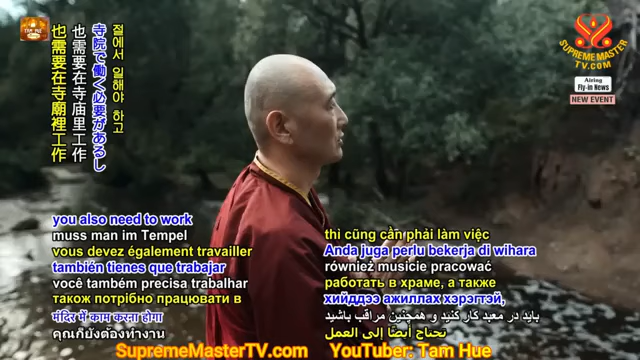 TAM HUE
절에서 일해야 하고
寺院で働く必要があるし
也需要在寺庙里工作
也需要在寺廟裡工作
SUPREME MASTER
TV.COM
Airing
Fly-in News
NEW EVENT
you also need to work
muss man im Tempel
vous devez également travailler
también tienes que trabajar
você também precisa trabalhar
також потрібно працювати в
मंदिर में काम करना होगा
คุณก็ยังต้องทำงาน
thì cũng cần phải làm việc
Anda juga perlu bekerja di wihara
również musicie pracować
работать в храме, а также
хийдээ ажиллах хэрэгтэй,
باید در معبد کار کنید و همچنین مراقب باشید
تحتاج أيضًا إلى العمل
SupremeMasterTV.com YouTuber: Tam Hue